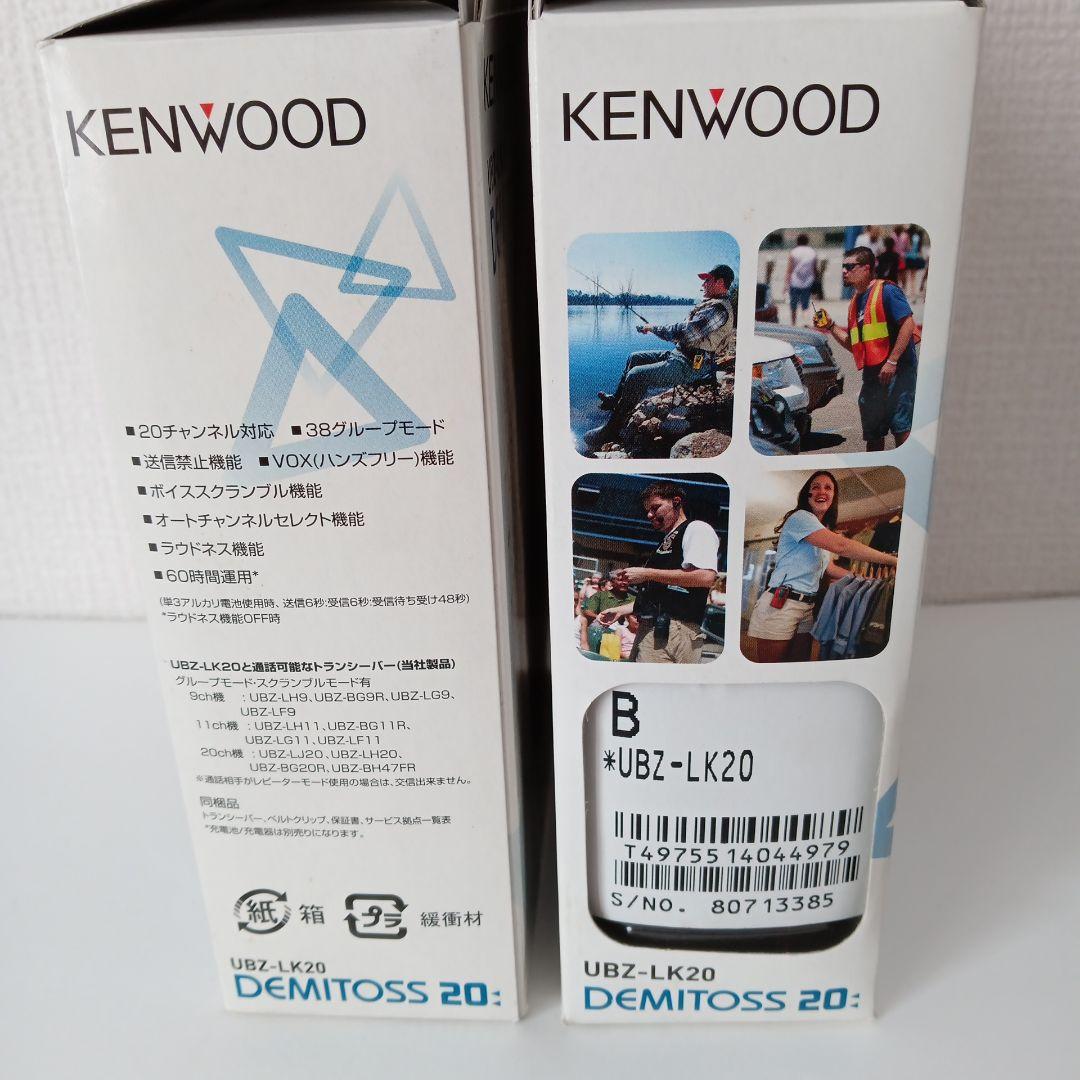 KENWOOD
■20チャンネル対応 ■38グループモード
■送信禁止機能 ■VOX(ハンズフリー)機能
■ボイススクランブル機能
■オートチャンネルセレクト機能
■ラウドネス機能
■60時間運用*
(単3アルカリ電池使用時、送信6秒:受信6秒:受信待ち受け48秒)
*ラウドネス機能OFF時
UBZ-LK20と通話可能なトランシーバー(当社製品)
グループモード・スクランブルモード有
9ch機 :UBZ-LH9、UBZ-BG9R、UBZ-LG9、
UBZ-LF9
11ch機 :UBZ-LH11、UBZ-BG11R、
UBZ-LG11、UBZ-LF11
20ch機 :UBZ-LJ20、UBZ-LH20、
UBZ-BG20R、UBZ-BH47FR
※通話相手がレピーターモード使用の場合は、交信出来ません。
同梱品
トランシーバー、ベルトクリップ、保証書、サービス拠点一覧表
*充電池/充電器は別売りになります。
紙 箱 プラ 緩衝材
UBZ-LK20
DEMITOSS 20
KENWOOD
B
*UBZ-LK20
T4975514044979
S/No. 80713385
UBZ-LK20
DEMITOSS 20